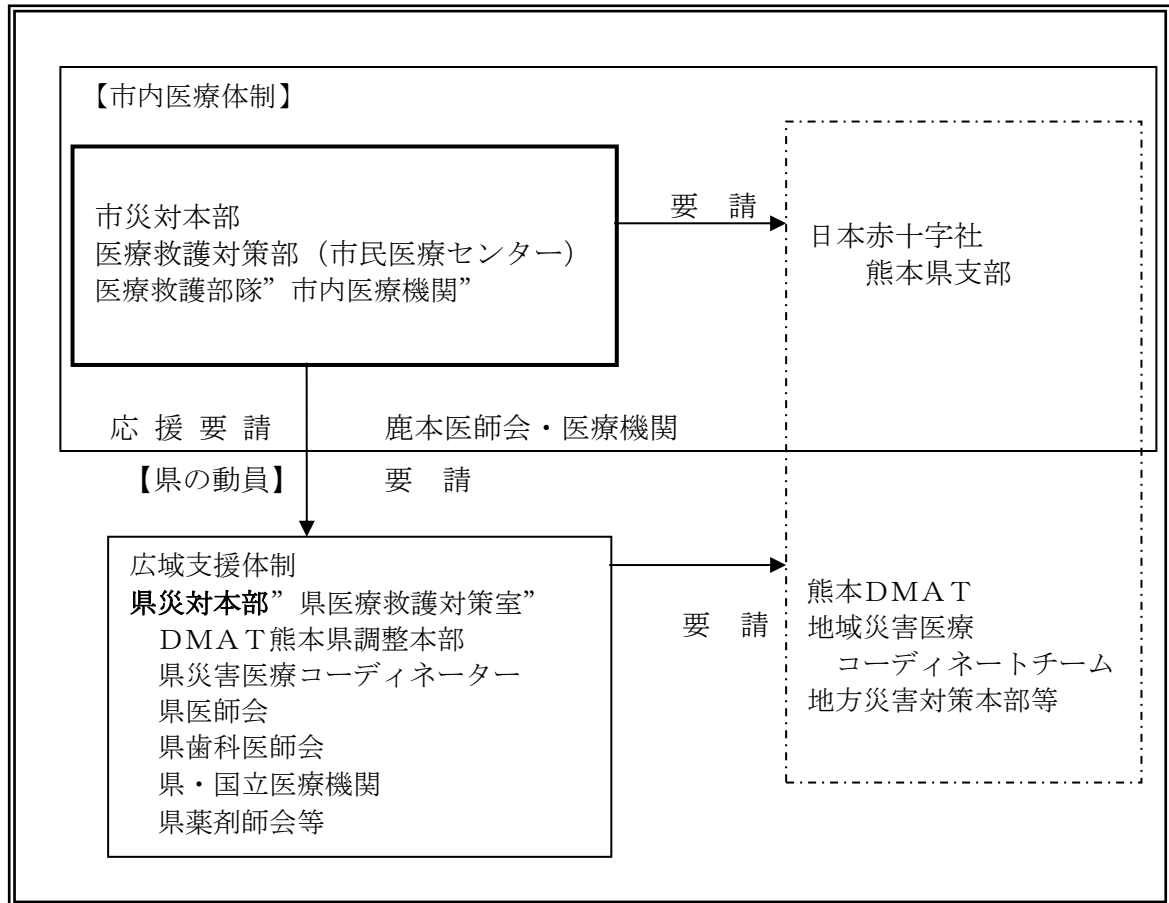 【市内医療体制】
市災対本部
医療救護対策部（市民医療センター）
医療救護部隊”市内医療機関”
要　請
日本赤十字社
熊本県支部
応 援 要 請
鹿本医師会・医療機関
【県の動員】
要　請
広域支援体制
県災対本部”県医療救護対策室”
ＤＭＡＴ熊本県調整本部
県災害医療コーディネーター
県医師会
県歯科医師会
県・国立医療機関
県薬剤師会等
要　請
熊本ＤＭＡＴ
地域災害医療
コーディネートチーム
地方災害対策本部等